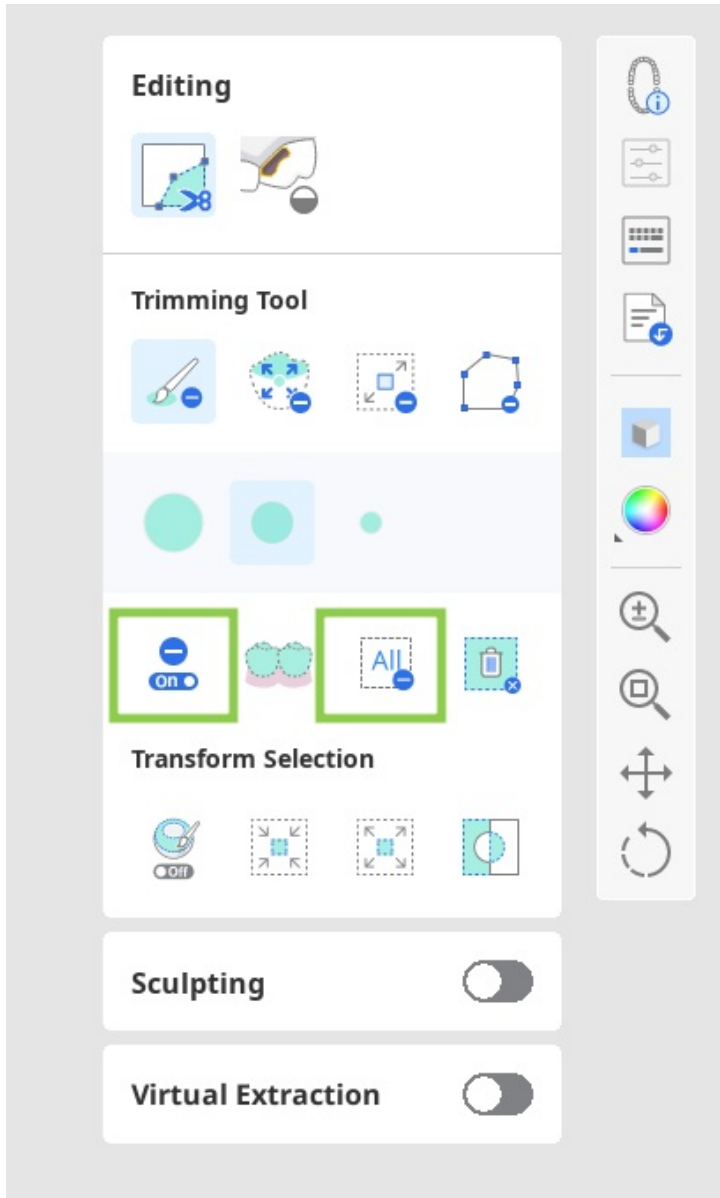 Editing
Trimming Tool
On
All
Transform Selection
Off
Sculpting
Virtual Extraction